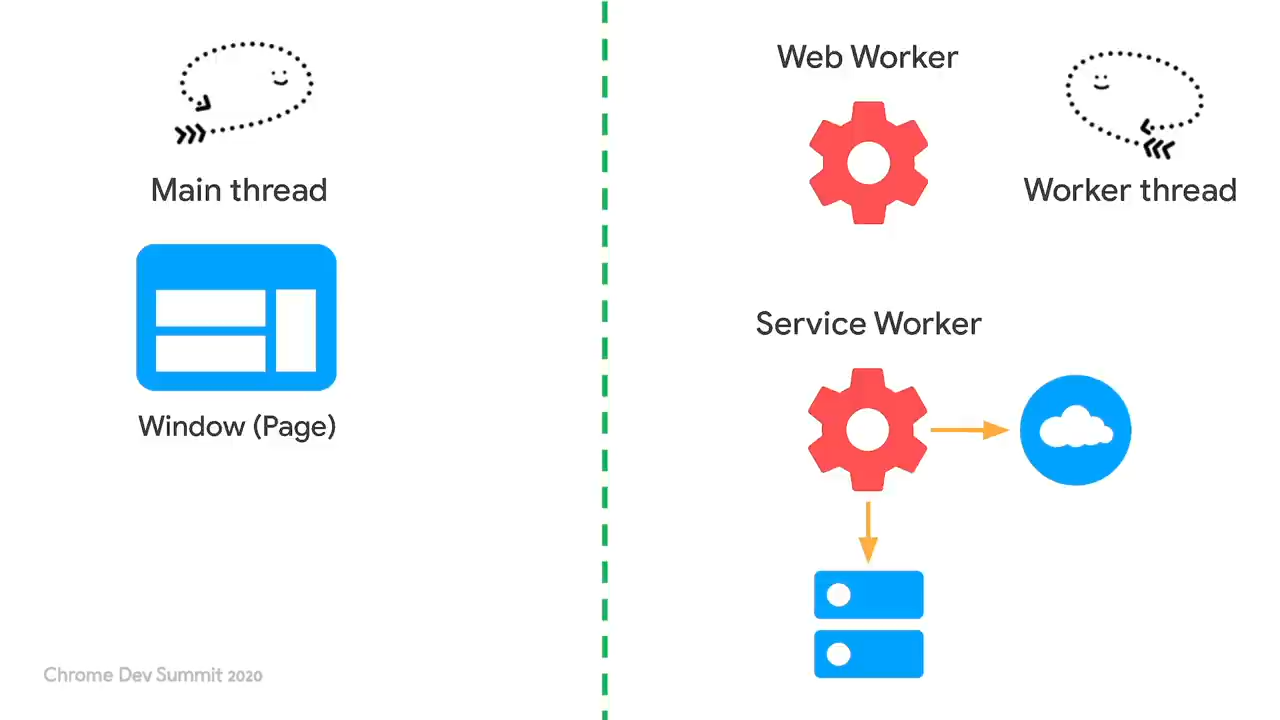 Main thread
Window (Page)
Web Worker
Worker thread
Service Worker
Chrome Dev Summit 2020